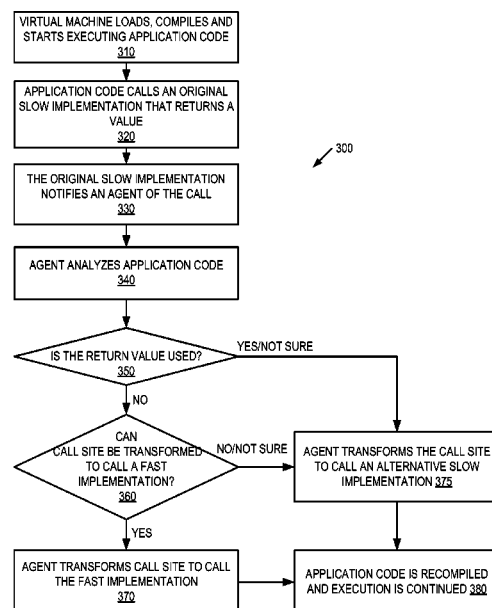 VIRTUAL MACHINE LOADS, COMPILES AND
STARTS EXECUTING APPLICATION CODE
310
APPLICATION CODE CALLS AN ORIGINAL
SLOW IMPLEMENTATION THAT RETURNS A
VALUE
320
300
THE ORIGINAL SLOW IMPLEMENTATION
NOTIFIES AN AGENT OF THE CALL
330
AGENT ANALYZES APPLICATION CODE
340
IS THE RETURN VALUE USED?
350
YES/NOT SURE
NO
CAN
CALL SITE BE TRANSFORMED
TO CALL A FAST
IMPLEMENTATION?
360
NO/NOT SURE
AGENT TRANSFORMS THE CALL SITE
TO CALL AN ALTERNATIVE SLOW
IMPLEMENTATION 375
YES
AGENT TRANSFORMS CALL SITE TO CALL
THE FAST IMPLEMENTATION
370
APPLICATION CODE IS RECOMPILED
AND EXECUTION IS CONTINUED 380